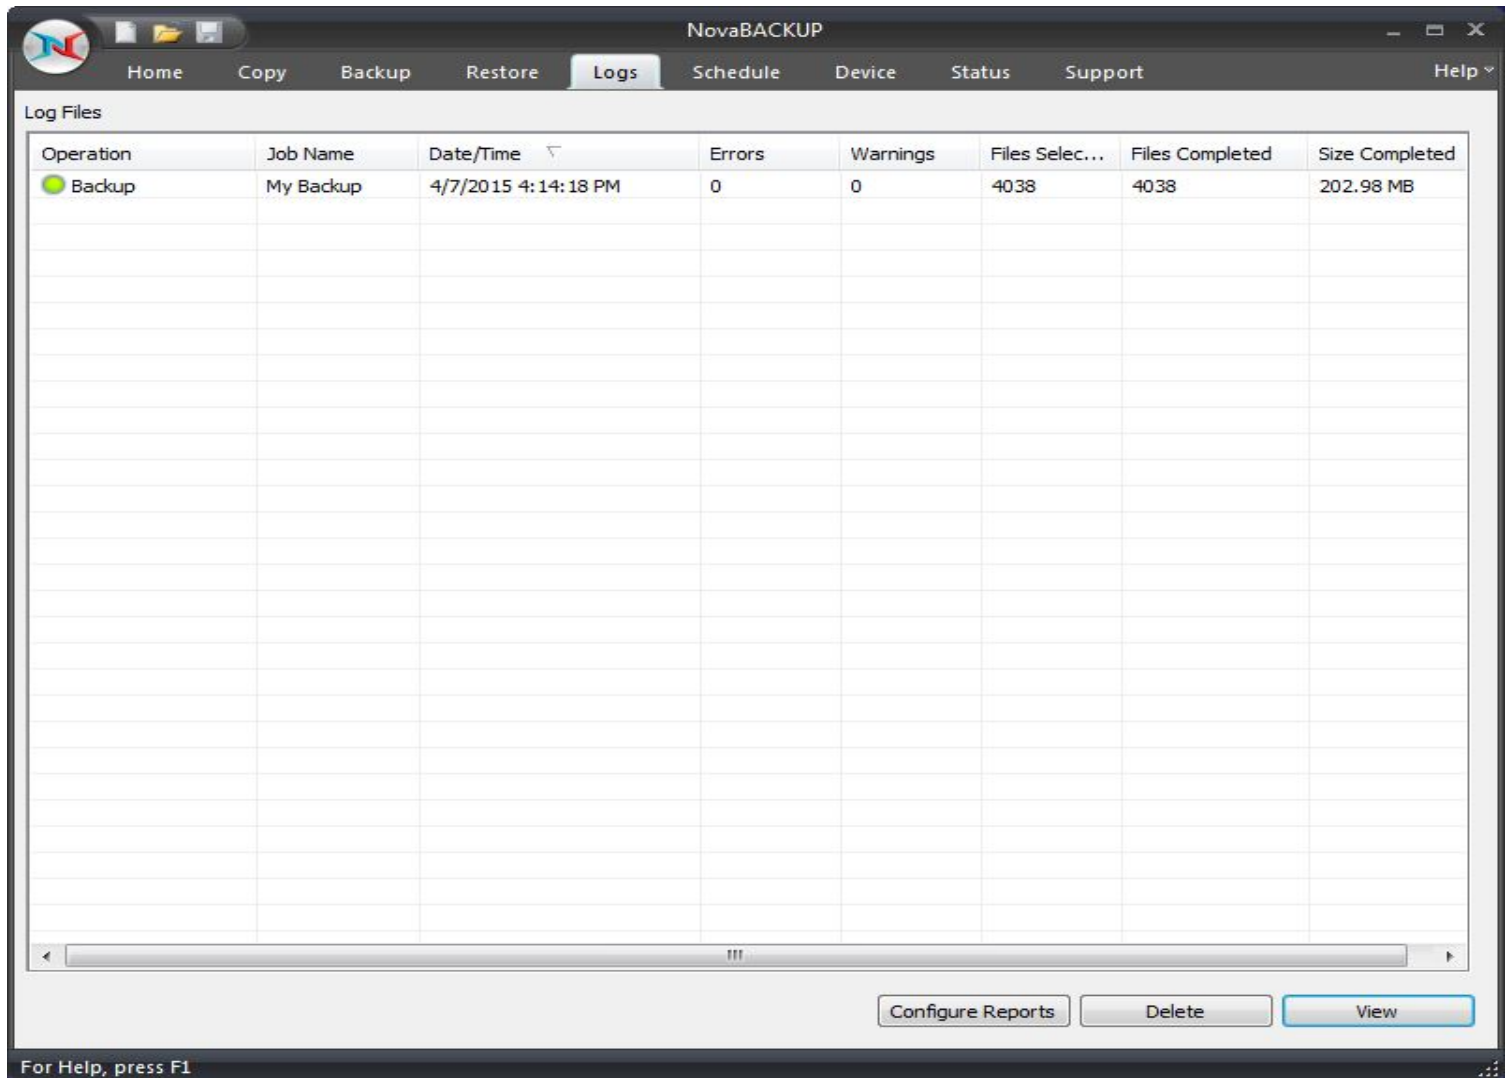 NovaBACKUP
Home Copy Backup Restore Logs Schedule Device Status Support Help
Log Files
Operation Job Name Date/Time Errors Warnings Files Selec... Files Completed Size Completed
Backup My Backup 4/7/2015 4:14:18 PM 0 0 4038 4038 202.98 MB
Configure Reports Delete View
For Help, press F1